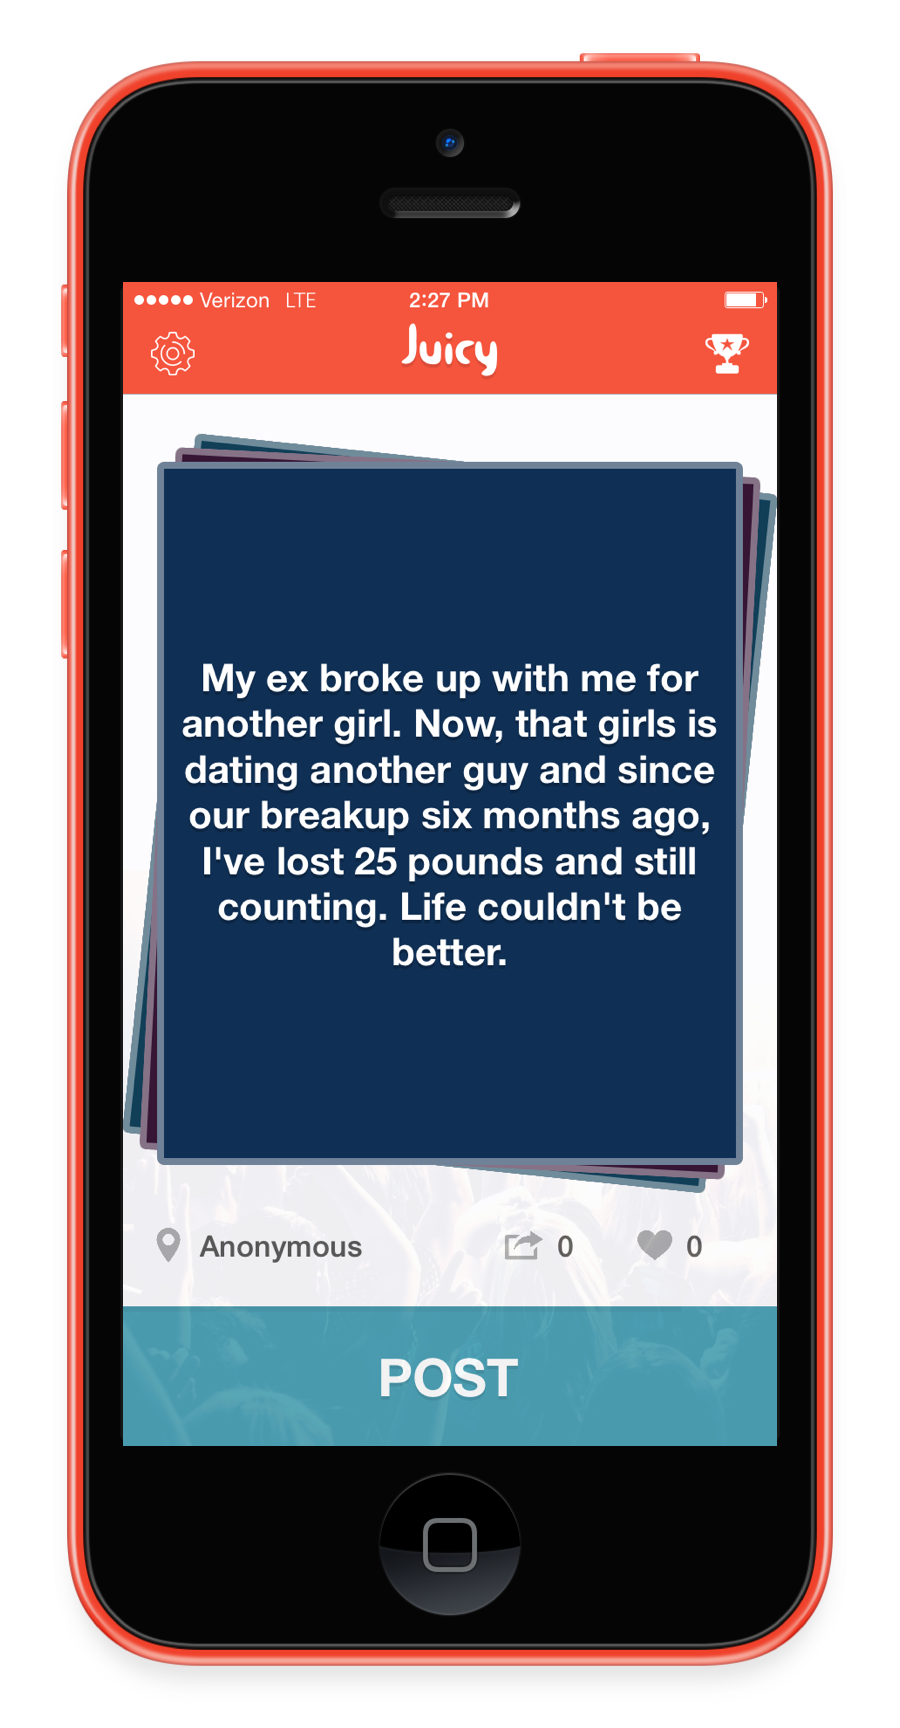 Verizon LTE 2:27 PM
Juicy
My ex broke up with me for
another girl. Now, that girls is
dating another guy and since
our breakup six months ago,
I've lost 25 pounds and still
counting. Life couldn't be
better.
Anonymous 0 0
POST